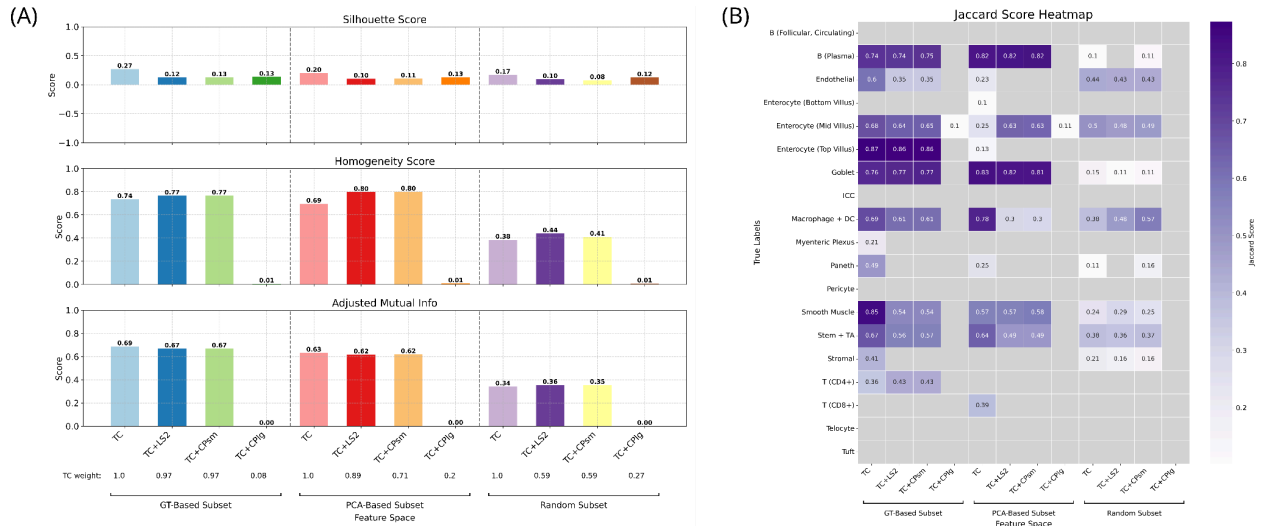 (A)
Silhouette Score
1.0
0.5
0.0
−0.5
−1.0
Score
0.27
0.12
0.13
0.13
0.20
0.10
0.11
0.13
0.17
0.10
0.08
0.12
Homogeneity Score
1.0
0.8
0.6
0.4
0.2
0.0
Score
0.74
0.77
0.77
0.01
0.69
0.80
0.80
0.01
0.38
0.44
0.41
0.01
Adjusted Mutual Info
1.0
0.8
0.6
0.4
0.2
0.0
Score
0.69
0.67
0.67
0.00
0.63
0.62
0.62
0.00
0.34
0.36
0.35
0.00
TC
TC+LS2
TC+CPsm
TC+CPlg
TC
TC+LS2
TC+CPsm
TC+CPlg
TC
TC+LS2
TC+CPsm
TC+CPlg
TC weight: 1.0 0.97 0.97 0.08 1.0 0.89 0.71 0.2 1.0 0.59 0.59 0.27
GT-Based Subset PCA-Based Subset Random Subset
Feature Space
(B)
Jaccard Score Heatmap
True Labels
B (Follicular, Circulating)
B (Plasma) 0.74 0.74 0.75 0.82 0.82 0.82 0.1 0.11
Endothelial 0.6 0.35 0.35 0.23 0.44 0.43 0.43
Enterocyte (Bottom Villus) 0.1
Enterocyte (Mid Villus) 0.68 0.64 0.65 0.1 0.25 0.63 0.63 0.11 0.5 0.48 0.49
Enterocyte (Top Villus) 0.87 0.86 0.86 0.13
Goblet 0.76 0.77 0.77 0.83 0.82 0.81 0.15 0.11 0.11
ICC
Macrophage + DC 0.69 0.61 0.61 0.78 0.3 0.3 0.38 0.48 0.57
Myenteric Plexus 0.21
Paneth 0.49 0.25 0.11 0.16
Pericyte
Smooth Muscle 0.85 0.54 0.54 0.57 0.57 0.58 0.24 0.29 0.25
Stem + TA 0.67 0.56 0.57 0.64 0.49 0.49 0.38 0.36 0.37
Stromal 0.41 0.21 0.16 0.16
T (CD4+) 0.36 0.43 0.43
T (CD8+) 0.39
Telocyte
Tuft
TC
TC+LS2
TC+CPsm
TC+CPlg
TC
TC+LS2
TC+CPsm
TC+CPlg
TC
TC+LS2
TC+CPsm
TC+CPlg
GT-Based Subset PCA-Based Subset Random Subset
Feature Space
0.8
0.7
0.6
0.5
0.4
0.3
0.2
Jaccard Score